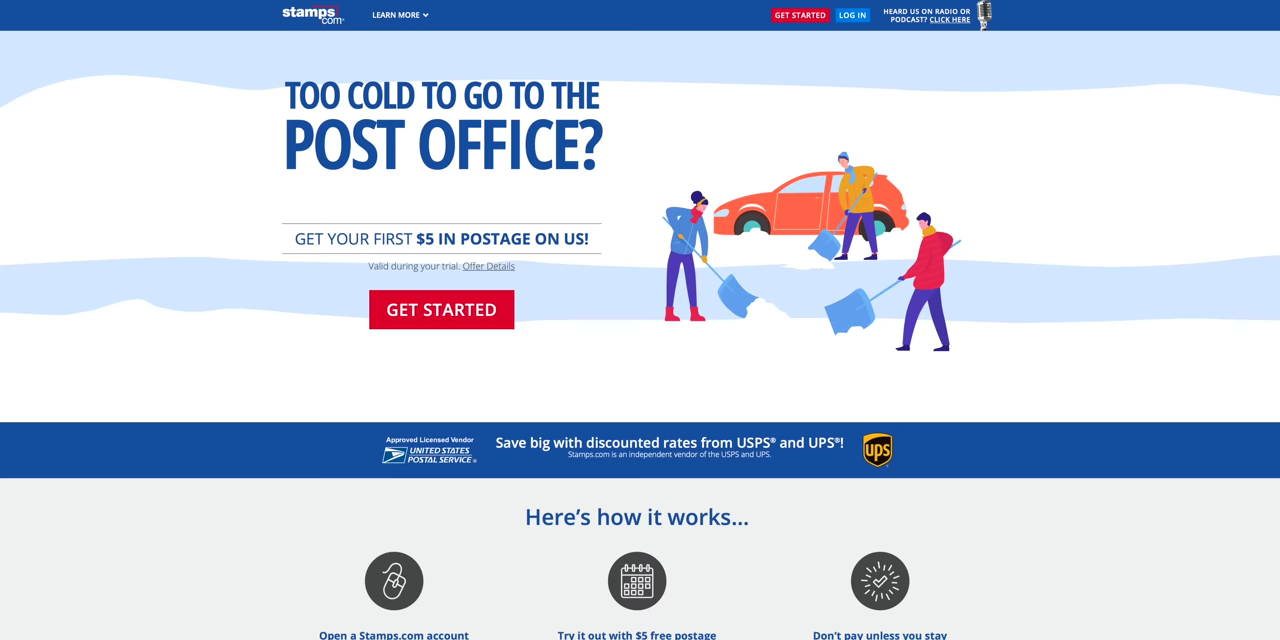 stamps
.com
LEARN MORE
GET STARTED
LOG IN
HEARD US ON RADIO OR
PODCAST? CLICK HERE
TOO COLD TO GO TO THE
POST OFFICE?
GET YOUR FIRST $5 IN POSTAGE ON US!
Valid during your trial. Offer Details
GET STARTED
Approved Licensed Vendor
UNITED STATES
POSTAL SERVICE®
Save big with discounted rates from USPS® and UPS®!
Stamps.com is an independent vendor of the USPS and UPS.
ups
Here’s how it works...
Open a Stamps.com account
Try it out with $5 free postage
Don’t pay unless you stay